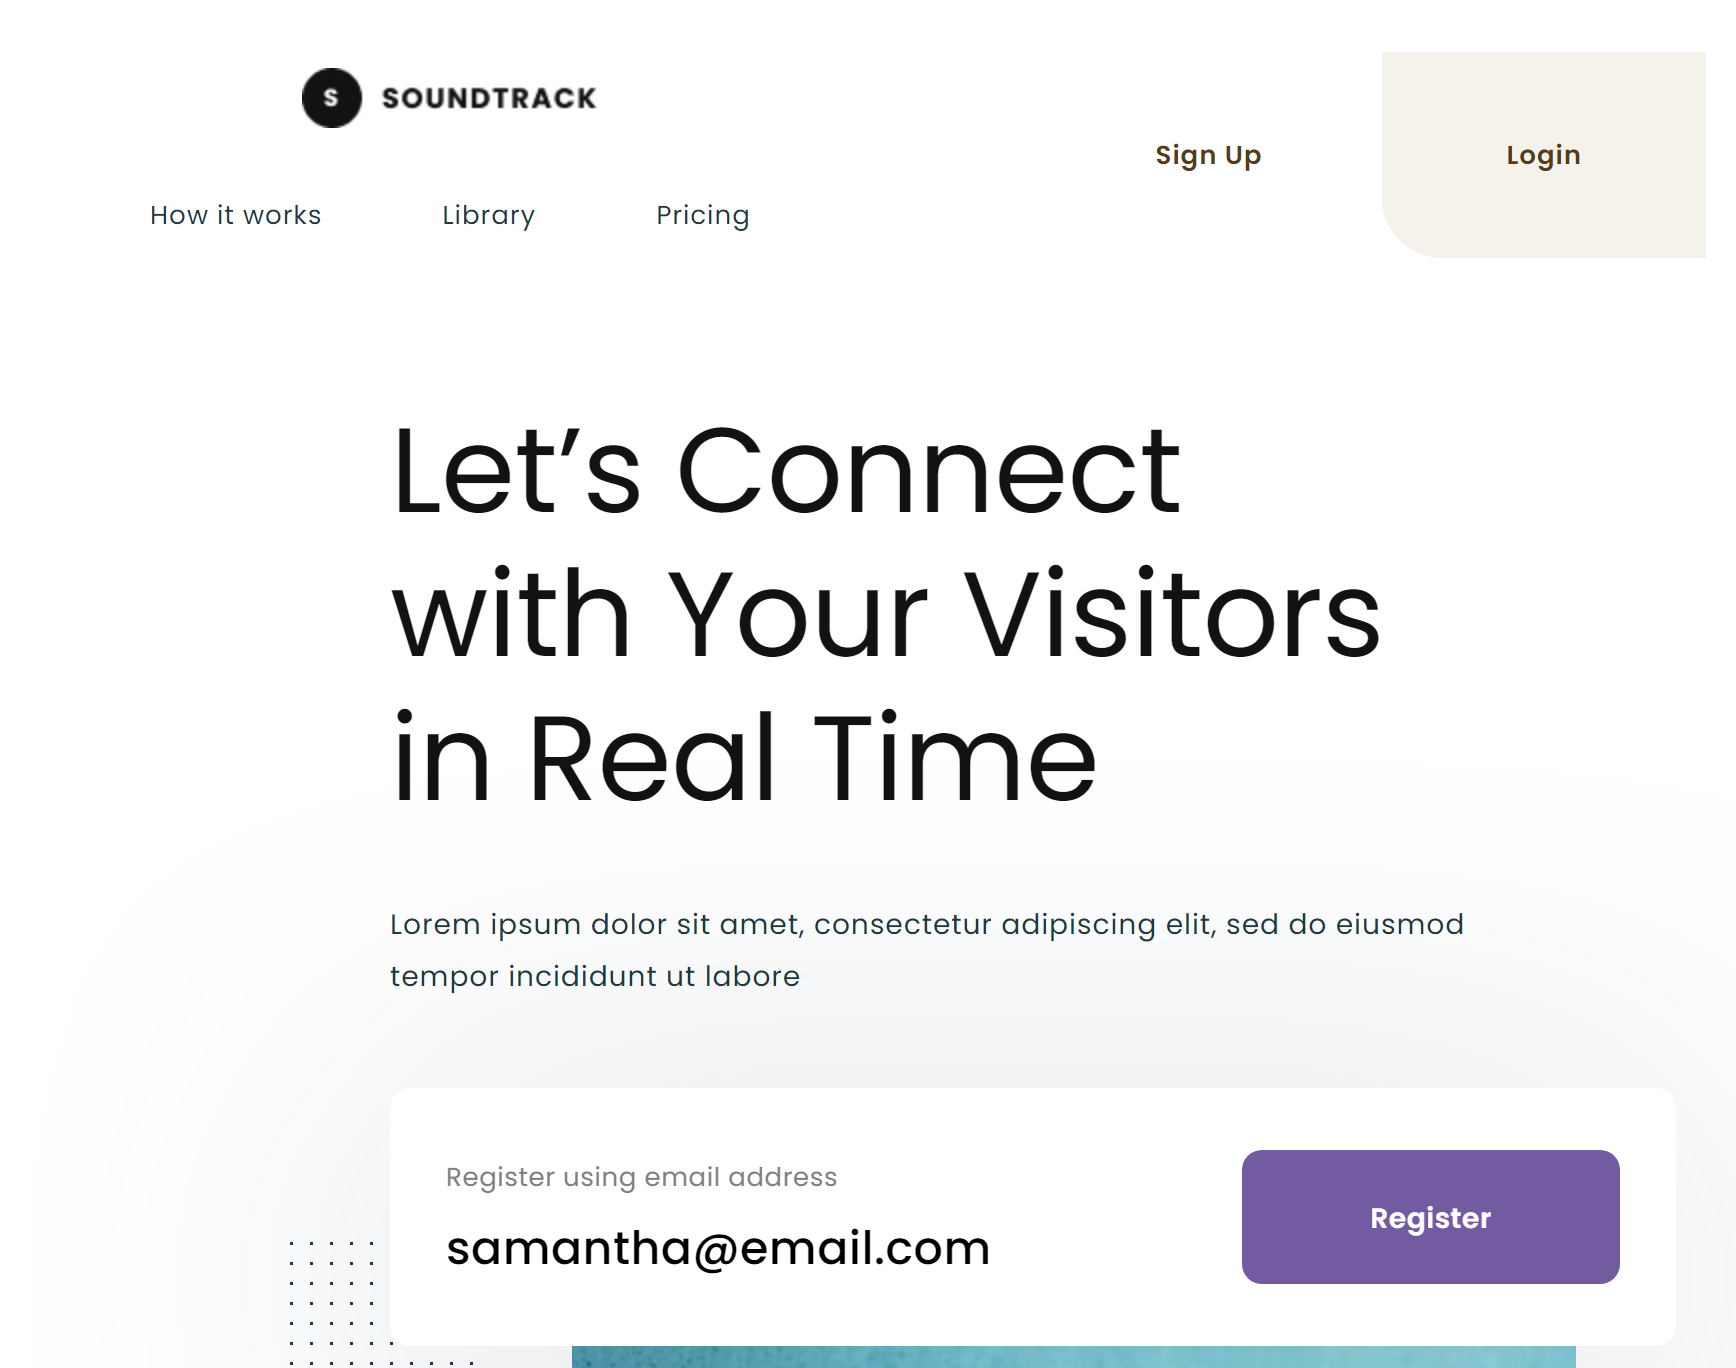 S SOUNDTRACK
Sign Up
Login
How it works
Library
Pricing
Let’s Connect
with Your Visitors
in Real Time
Lorem ipsum dolor sit amet, consectetur adipiscing elit, sed do eiusmod
tempor incididunt ut labore
Register using email address
samantha@email.com
Register